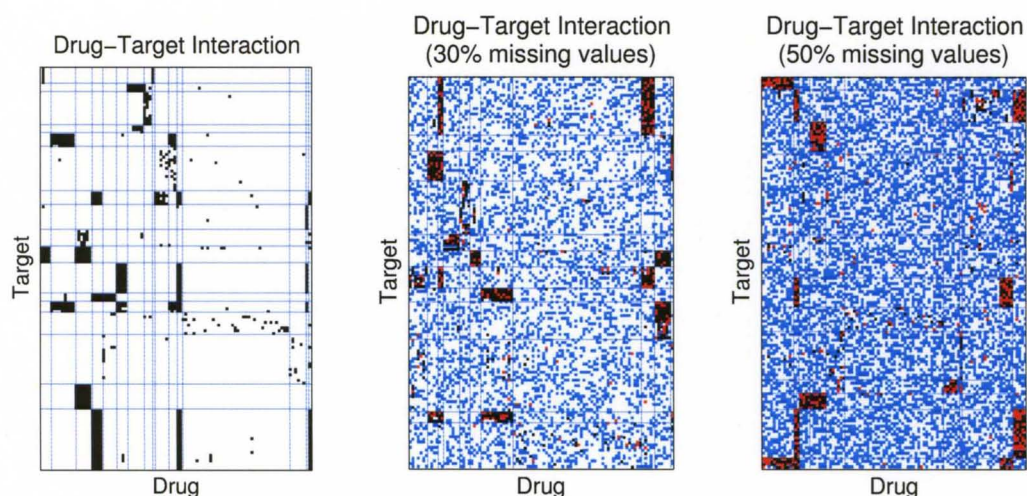 Drug–Target Interaction
Target
Drug
Drug–Target Interaction
(30% missing values)
Target
Drug
Drug–Target Interaction
(50% missing values)
Target
Drug